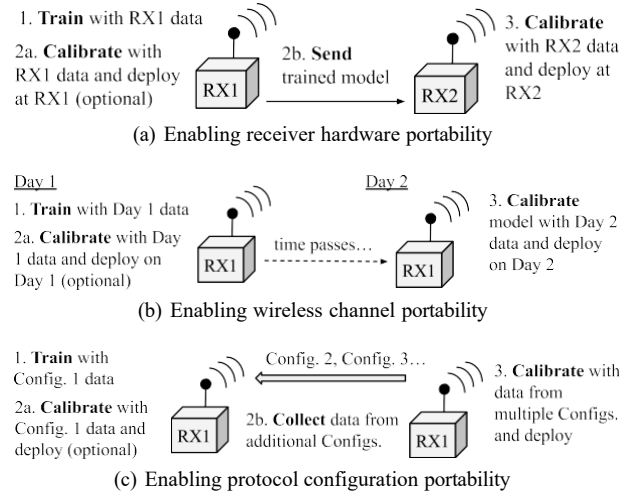 1. Train with RX1 data
2a. Calibrate with
RX1 data and deploy
at RX1 (optional)
RX1
2b. Send
trained model
RX2
3. Calibrate
with RX2 data
and deploy at
RX2
(a) Enabling receiver hardware portability
Day 1
1. Train with Day 1 data
2a. Calibrate with Day
1 data and deploy on
Day 1 (optional)
RX1
time passes…
Day 2
RX1
3. Calibrate
model with Day 2
data and deploy
on Day 2
(b) Enabling wireless channel portability
1. Train with
Config. 1 data
2a. Calibrate with
Config. 1 data and
deploy (optional)
RX1
Config. 2, Config. 3…
2b. Collect data from
additional Configs.
RX1
3. Calibrate with
data from
multiple Configs.
and deploy
(c) Enabling protocol configuration portability